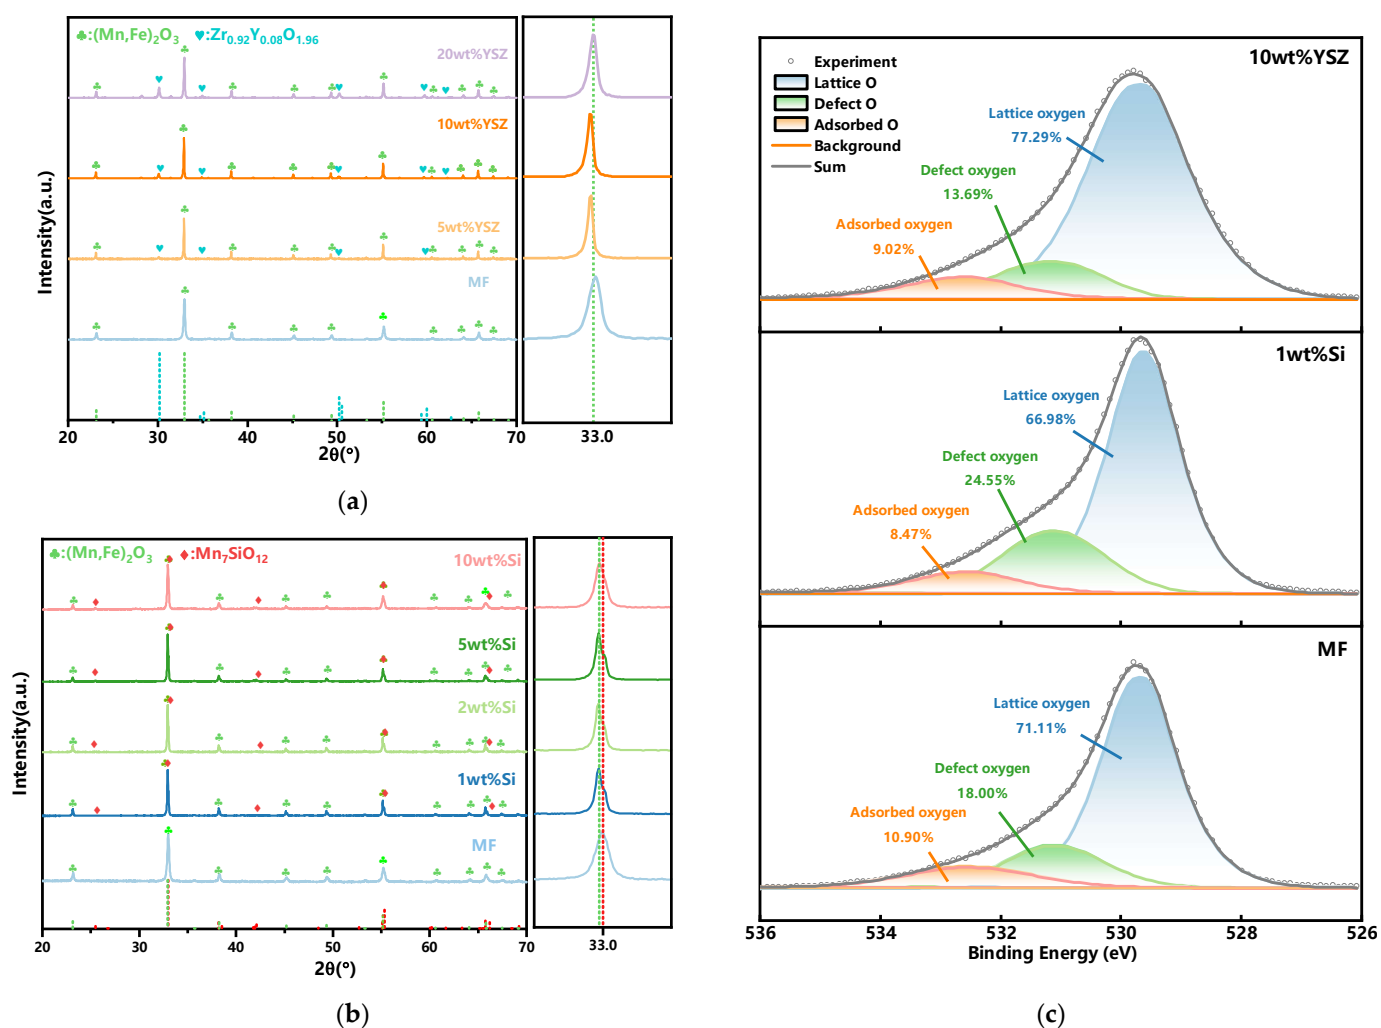 ♣:(Mn,Fe)₂O₃ ♥:Zr₀.₉₂Y₀.₀₈O₁.₉₆
20wt%YSZ
10wt%YSZ
5wt%YSZ
MF
Intensity(a.u.)
20 30 40 50 60 70
33.0
2θ(°)
(a)
♣:(Mn,Fe)₂O₃ ♦:Mn₇SiO₁₂
10wt%Si
5wt%Si
2wt%Si
1wt%Si
MF
Intensity(a.u.)
20 30 40 50 60 70
33.0
2θ(°)
(b)
10wt%YSZ
Experiment
Lattice O
Defect O
Adsorbed O
Background
Sum
Lattice oxygen
77.29%
Defect oxygen
13.69%
Adsorbed oxygen
9.02%
1wt%Si
Lattice oxygen
66.98%
Defect oxygen
24.55%
Adsorbed oxygen
8.47%
MF
Lattice oxygen
71.11%
Defect oxygen
18.00%
Adsorbed oxygen
10.90%
536 534 532 530 528 526
Binding Energy (eV)
(c)